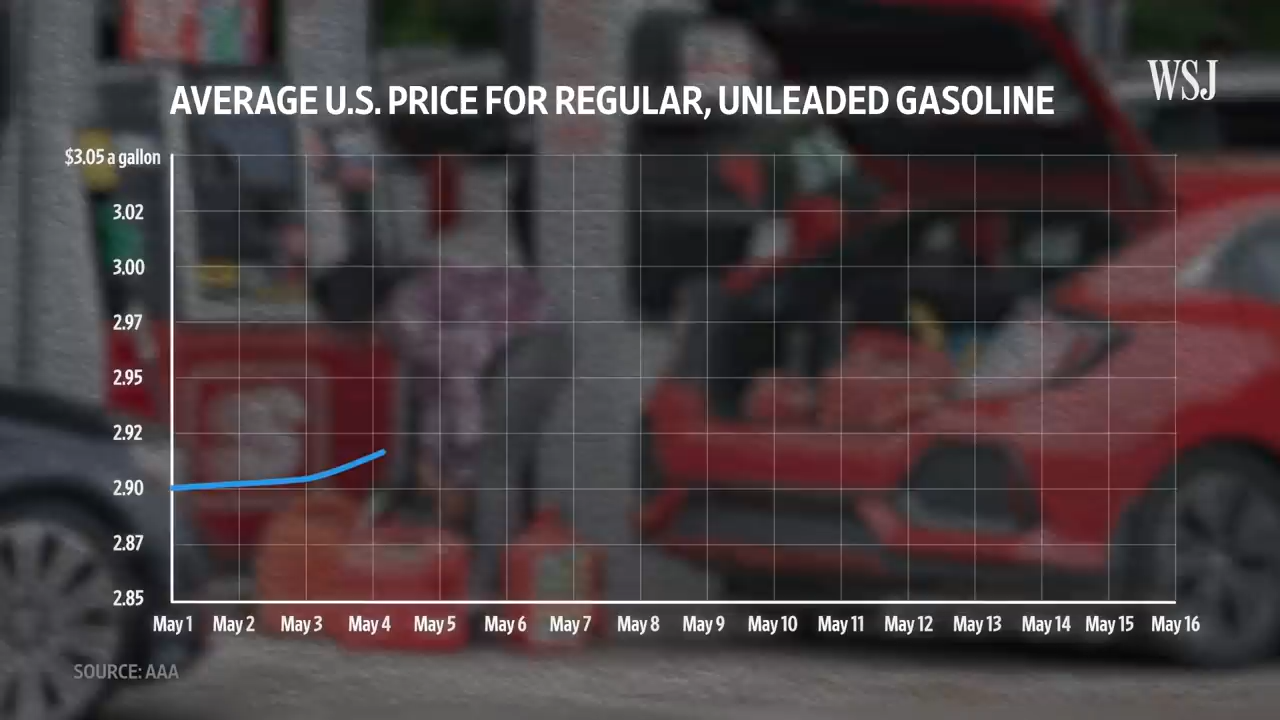 AVERAGE U.S. PRICE FOR REGULAR, UNLEADED GASOLINE
WSJ
$3.05 a gallon
3.02
3.00
2.97
2.95
2.92
2.90
2.87
2.85
May 1 May 2 May 3 May 4 May 5 May 6 May 7 May 8 May 9 May 10 May 11 May 12 May 13 May 14 May 15 May 16
SOURCE: AAA